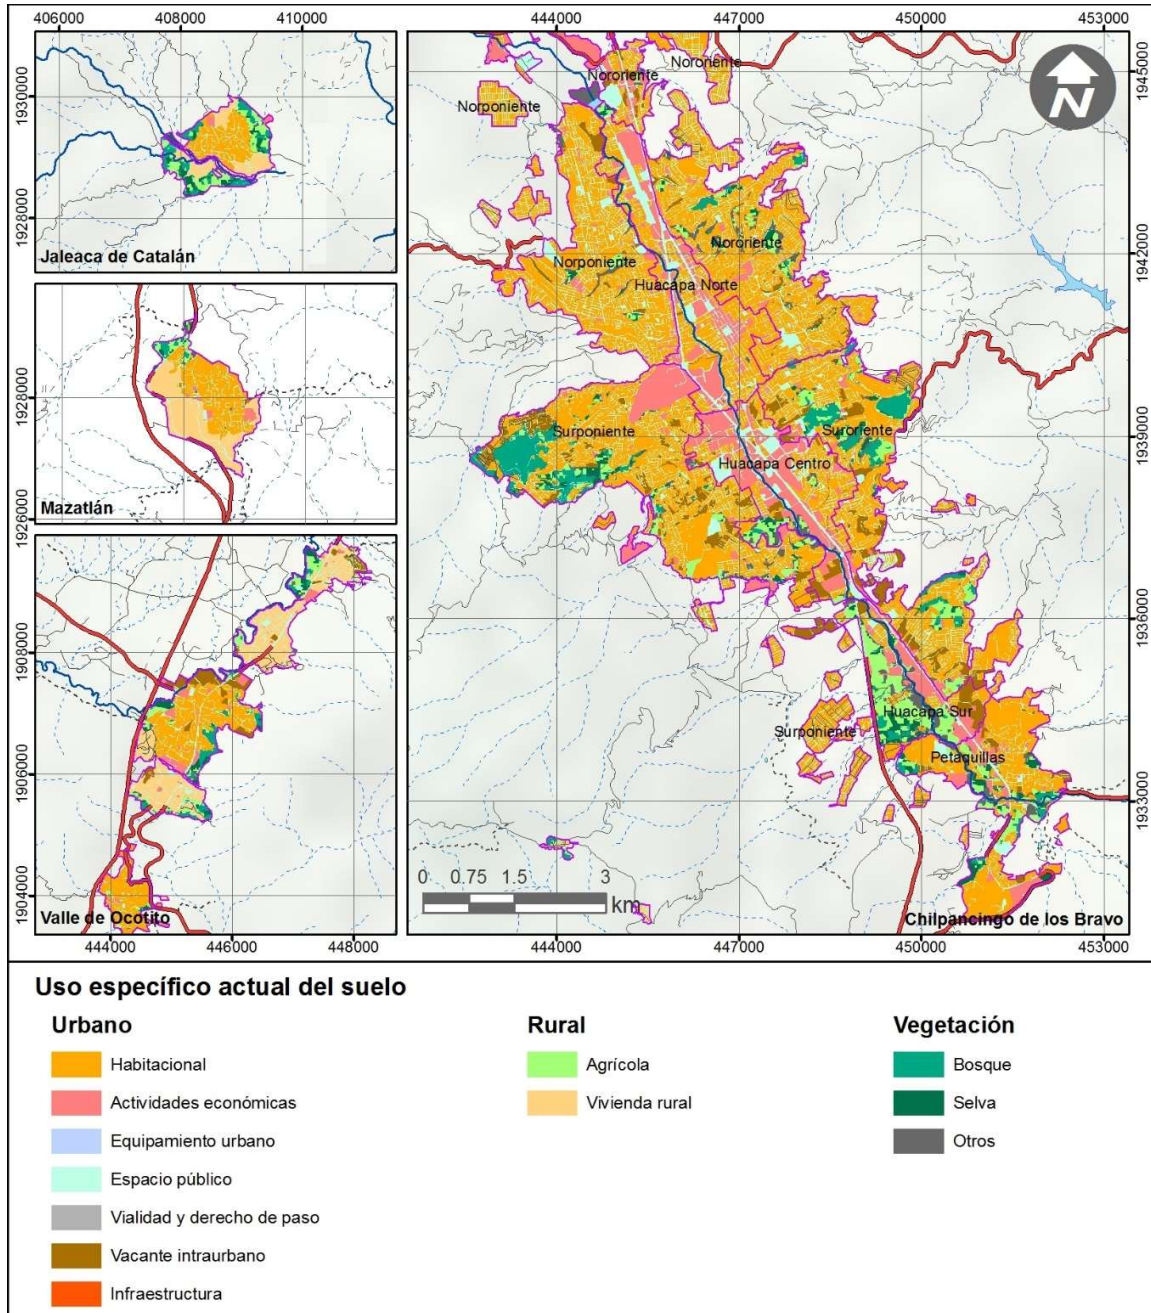 406000 408000 410000
444000 447000 450000 453000
1930000
1928000
Jaleaca de Catalán
1928000
1926000
Mazatlán
1908000
1906000
1904000
Valle de Ocotito
444000 446000 448000
Nororiente
Nororiente
Norponiente
Nororiente
Norponiente
Huacapa Norte
Surponiente
Suroriente
Huacapa Centro
Huacapa Sur
Surponiente
Petaquillas
N
1945000
1942000
1939000
1936000
1933000
0 0.75 1.5 3
km
Chilpancingo de los Bravo
444000 447000 450000 453000
Uso específico actual del suelo
Urbano
Habitacional
Actividades económicas
Equipamiento urbano
Espacio público
Vialidad y derecho de paso
Vacante intraurbano
Infraestructura
Rural
Agrícola
Vivienda rural
Vegetación
Bosque
Selva
Otros